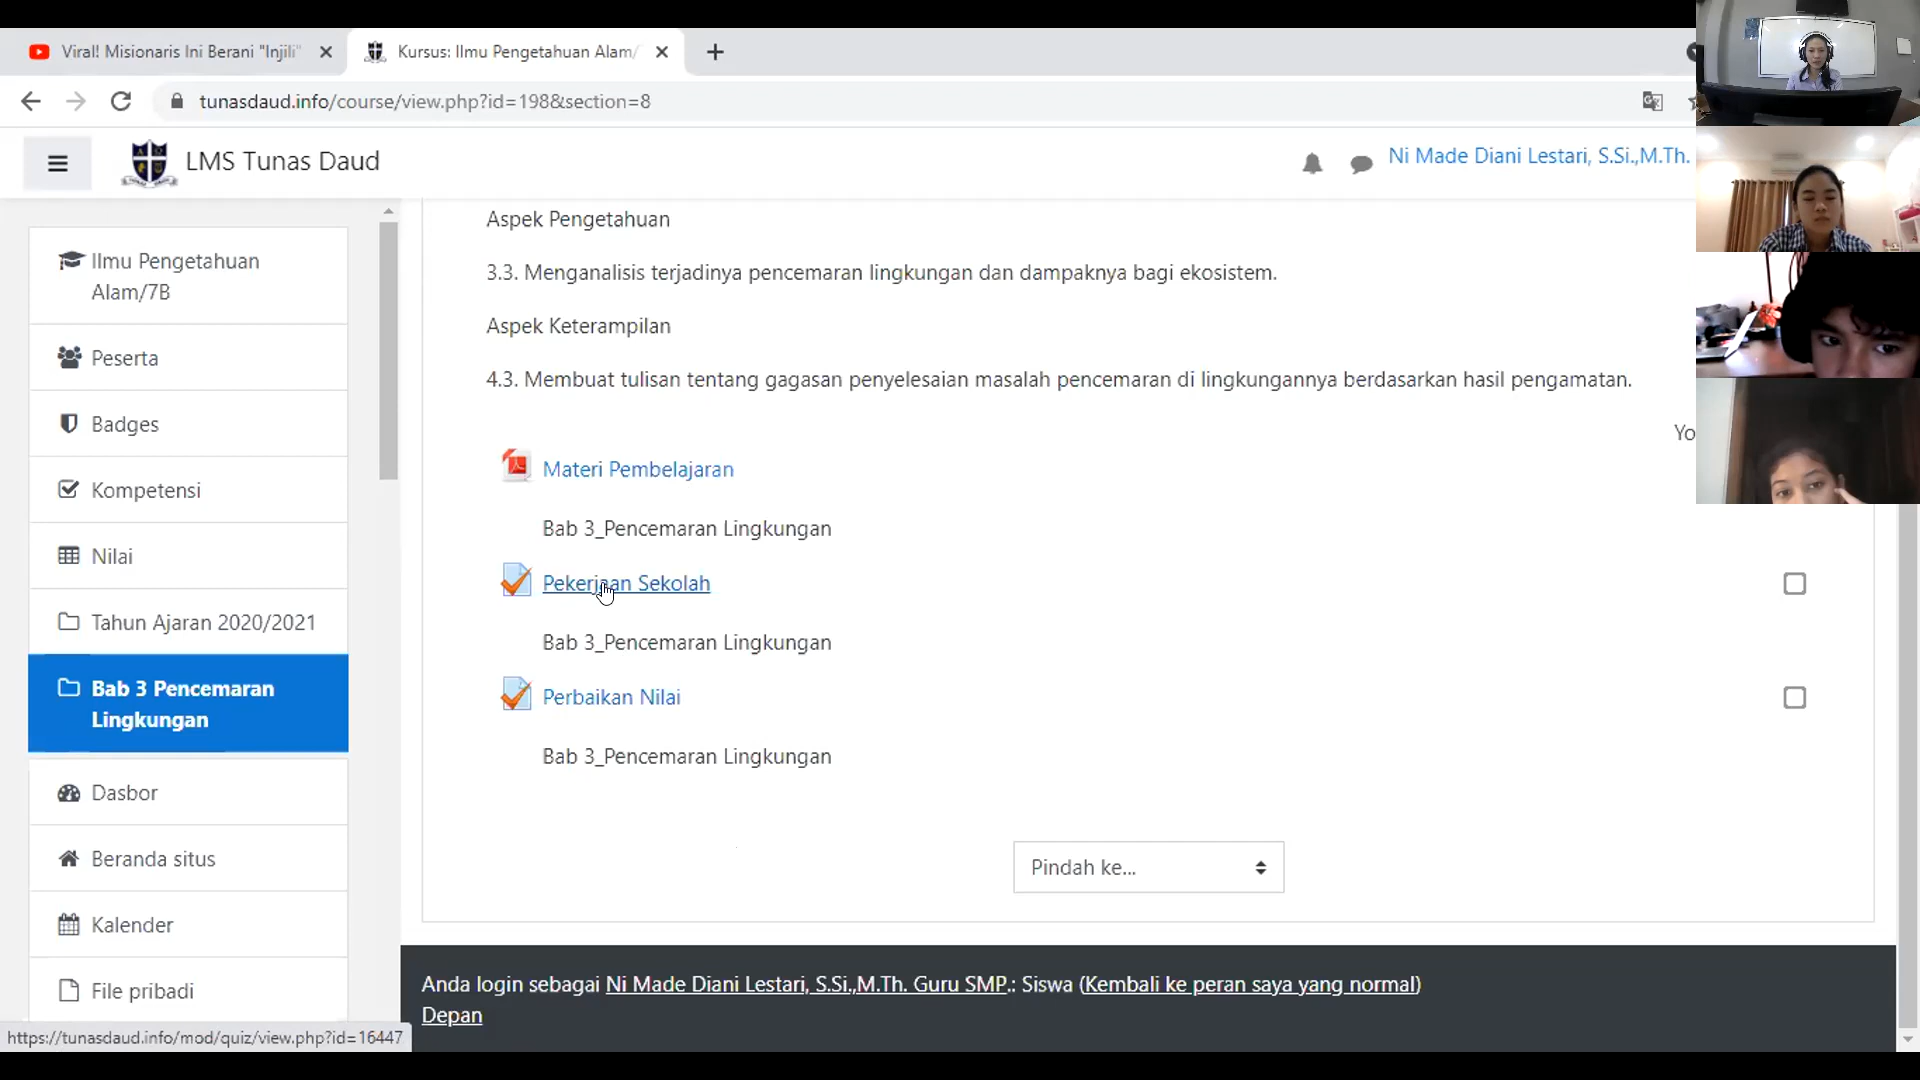 Viral! Misionaris Ini Berani "Injili"
Kursus: Ilmu Pengetahuan Alam/
tunasdaud.info/course/view.php?id=198&section=8
LMS Tunas Daud
Ni Made Diani Lestari, S.Si.,M.Th.
Ilmu Pengetahuan
Alam/7B
Peserta
Badges
Kompetensi
Nilai
Tahun Ajaran 2020/2021
Bab 3 Pencemaran
Lingkungan
Dasbor
Beranda situs
Kalender
File pribadi
Aspek Pengetahuan
3.3. Menganalisis terjadinya pencemaran lingkungan dan dampaknya bagi ekosistem.
Aspek Keterampilan
4.3. Membuat tulisan tentang gagasan penyelesaian masalah pencemaran di lingkungannya berdasarkan hasil pengamatan.
Yo
Materi Pembelajaran
Bab 3_Pencemaran Lingkungan
Pekerjaan Sekolah
Bab 3_Pencemaran Lingkungan
Perbaikan Nilai
Bab 3_Pencemaran Lingkungan
Pindah ke...
Anda login sebagai Ni Made Diani Lestari, S.Si.,M.Th. Guru SMP.: Siswa (Kembali ke peran saya yang normal)
Depan
https://tunasdaud.info/mod/quiz/view.php?id=16447